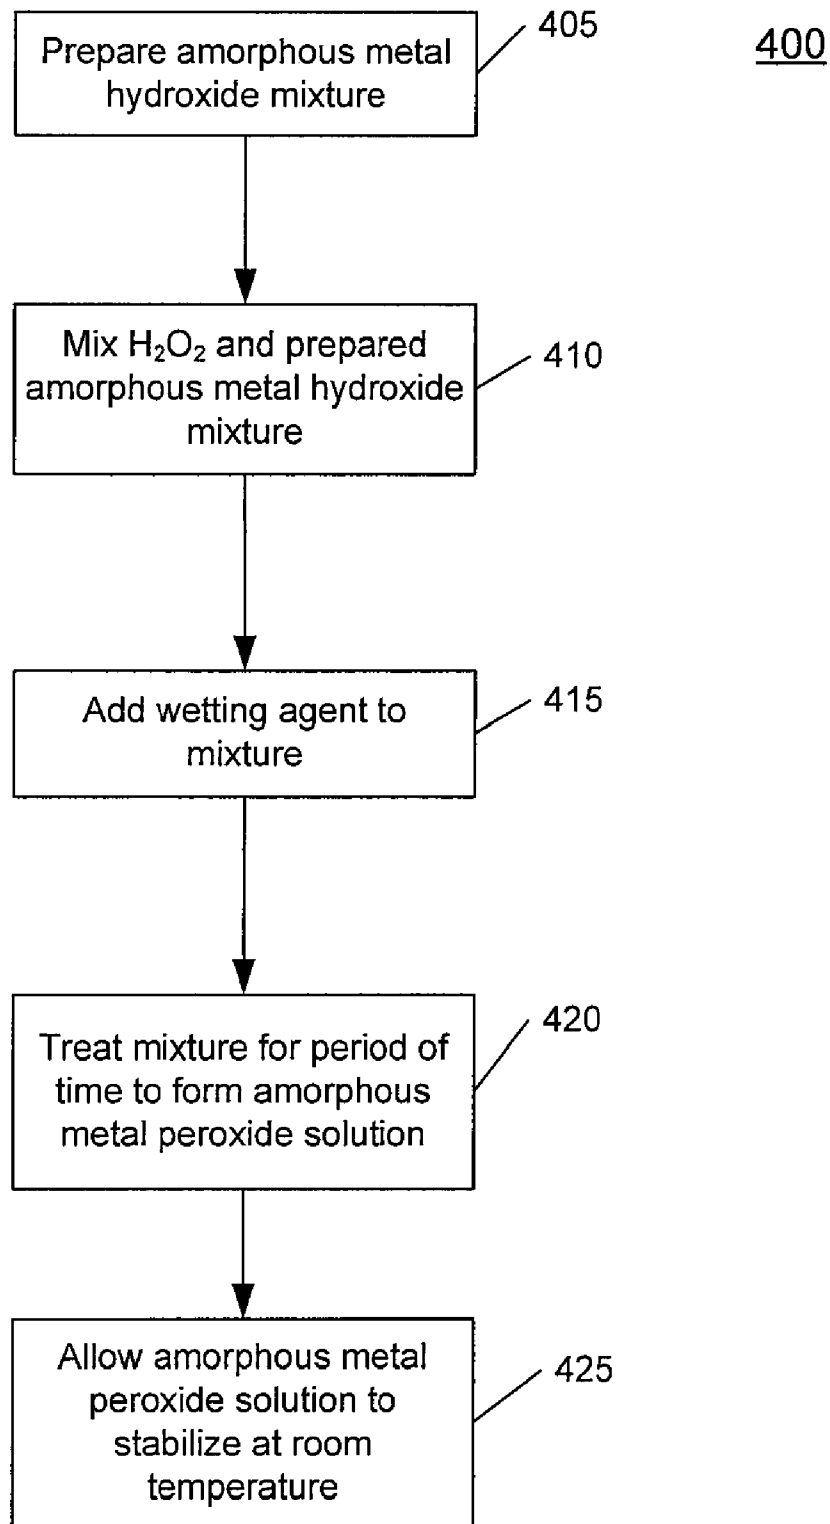 405
400
Prepare amorphous metal
hydroxide mixture
Mix H₂O₂ and prepared
amorphous metal hydroxide
mixture
410
Add wetting agent to
mixture
415
Treat mixture for period of
time to form amorphous
metal peroxide solution
420
Allow amorphous metal
peroxide solution to
stabilize at room
temperature
425